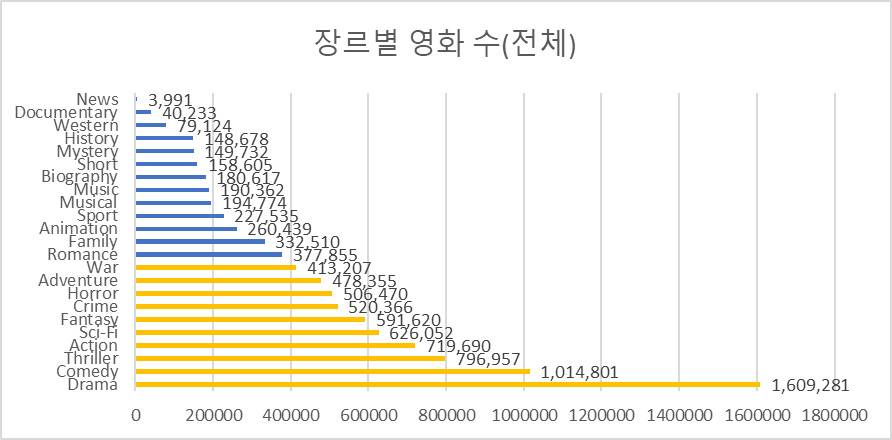 장르별 영화 수(전체)
News 3,991
Documentary 40,233
Western 79,124
History 148,678
Mystery 149,732
Short 158,605
Biography 180,617
Music 190,362
Musical 194,774
Sport 227,535
Animation 260,439
Family 332,510
Romance 377,855
War 413,207
Adventure 478,355
Horror 506,470
Crime 520,366
Fantasy 591,620
Sci-Fi 626,052
Action 719,690
Thriller 796,957
Comedy 1,014,801
Drama 1,609,281
0 200000 400000 600000 800000 1000000 1200000 1400000 1600000 1800000